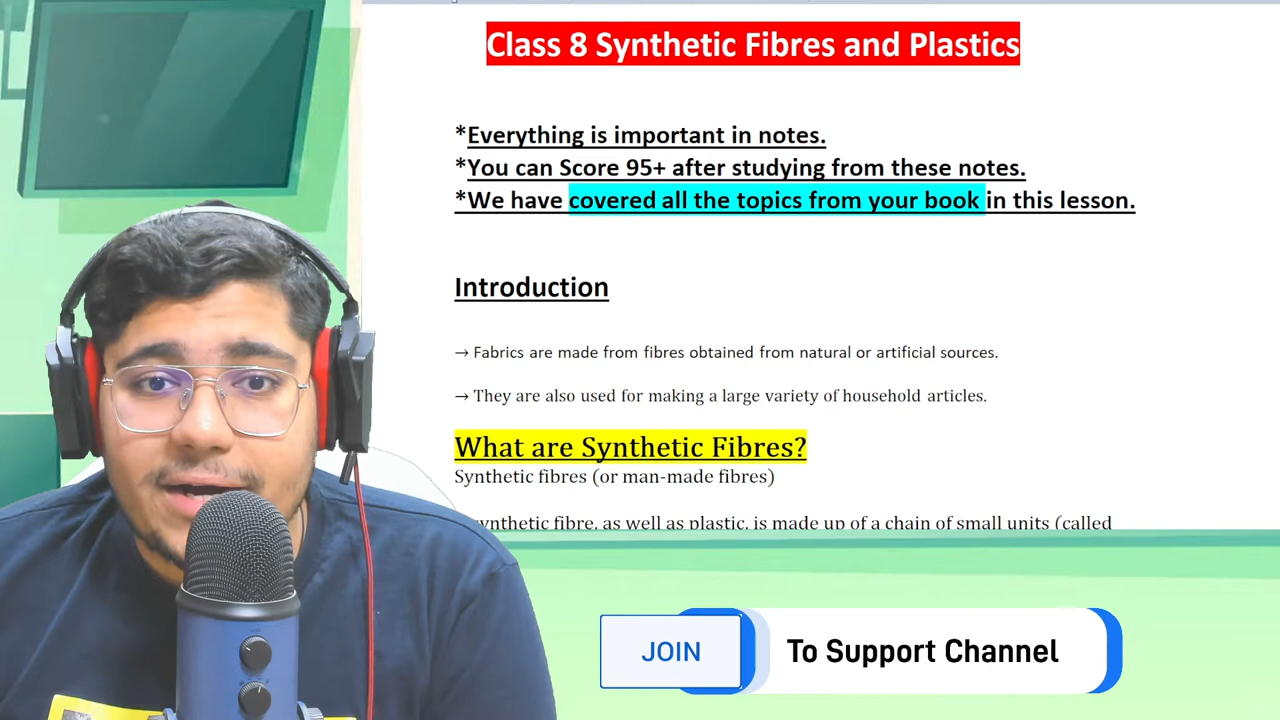 Class 8 Synthetic Fibres and Plastics
*Everything is important in notes.
*You can Score 95+ after studying from these notes.
*We have covered all the topics from your book in this lesson.
Introduction
→ Fabrics are made from fibres obtained from natural or artificial sources.
→ They are also used for making a large variety of household articles.
What are Synthetic Fibres?
Synthetic fibres (or man-made fibres)
synthetic fibre, as well as plastic, is made up of a chain of small units (called
JOIN To Support Channel